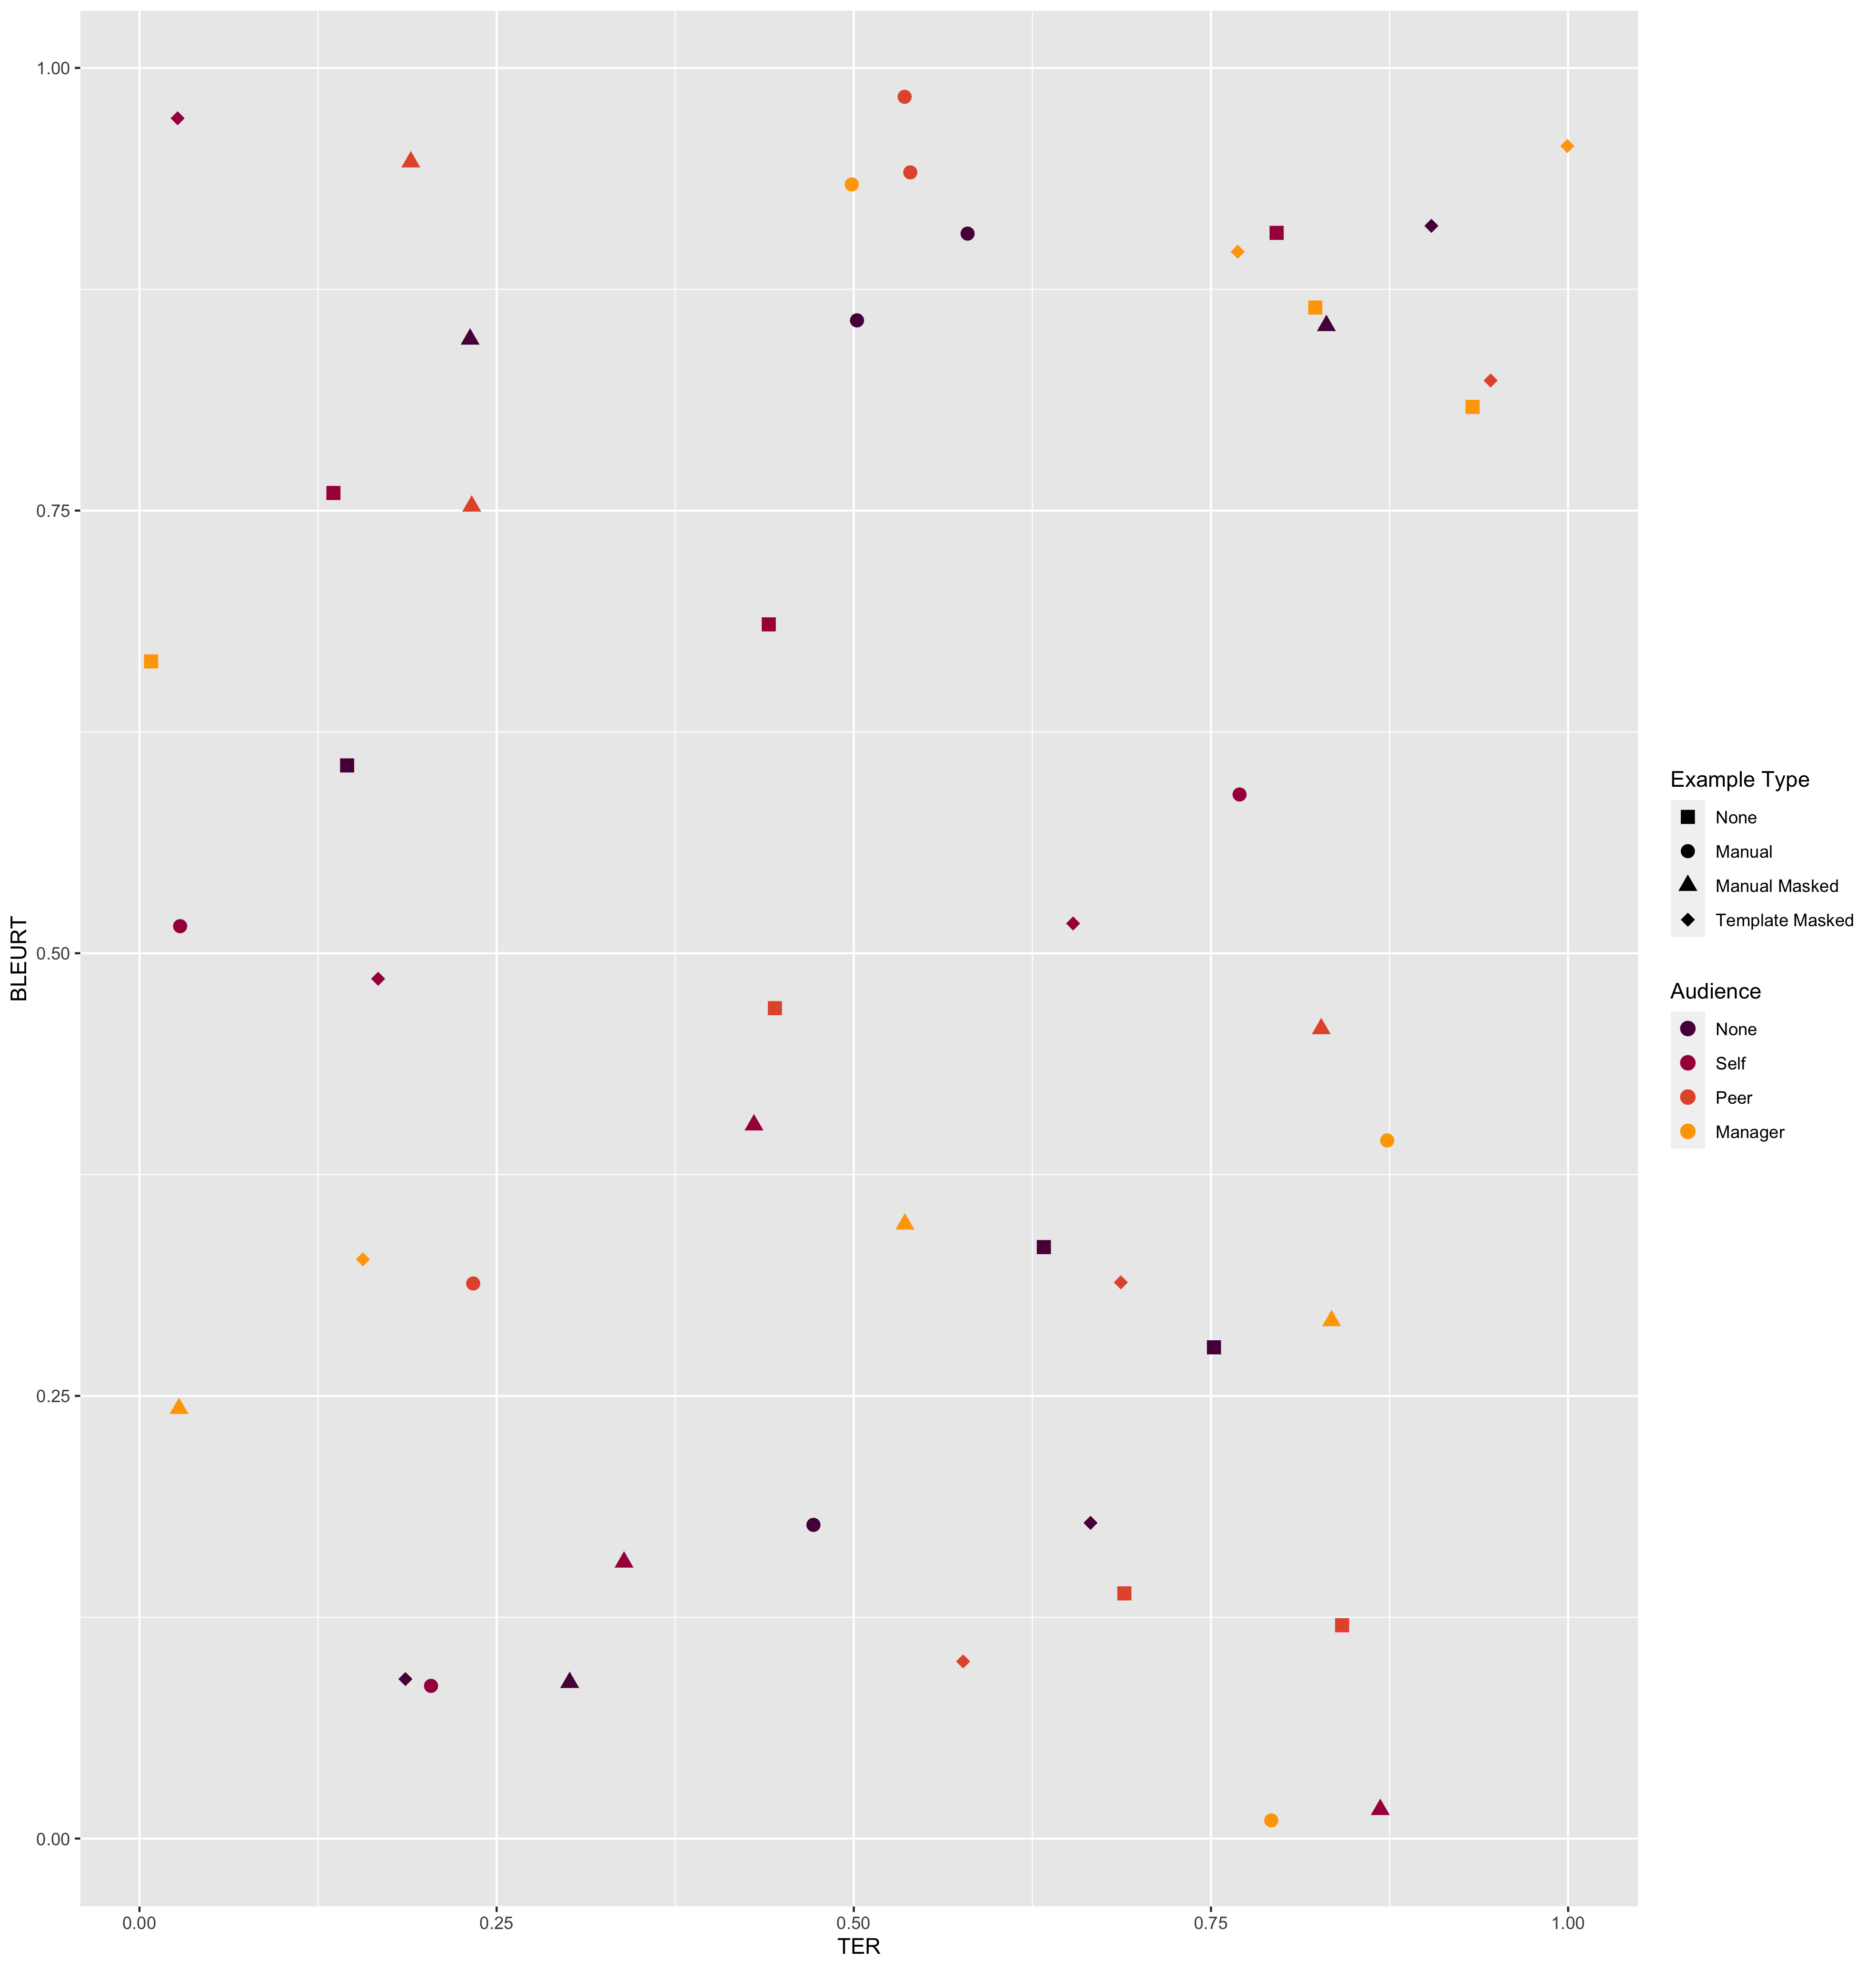 1.00
0.75
0.50
0.25
0.00
BLEURT
0.00 0.25 0.50 0.75 1.00
TER
Example Type
None
Manual
Manual Masked
Template Masked
Audience
None
Self
Peer
Manager